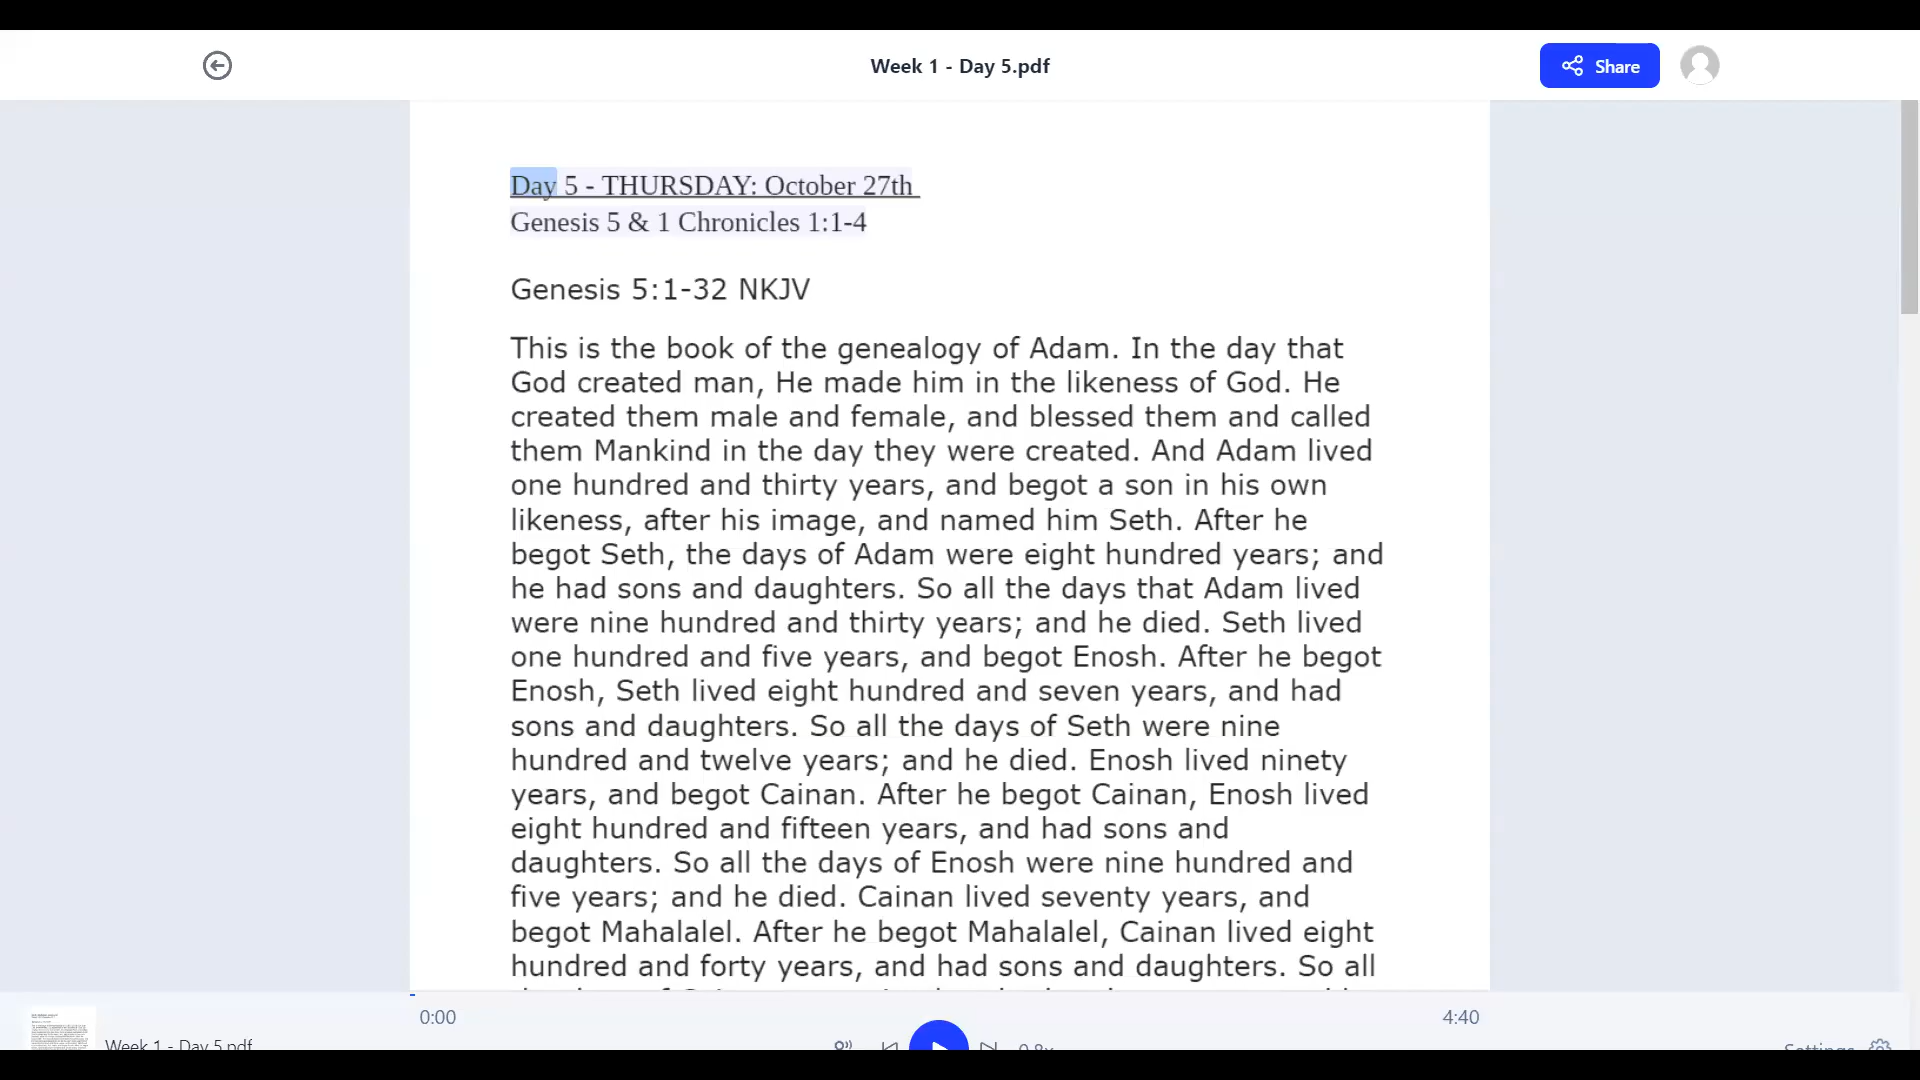 Week 1 - Day 5.pdf
Share
Day 5 - THURSDAY: October 27th
Genesis 5 & 1 Chronicles 1:1-4
Genesis 5:1-32 NKJV
This is the book of the genealogy of Adam. In the day that
God created man, He made him in the likeness of God. He
created them male and female, and blessed them and called
them Mankind in the day they were created. And Adam lived
one hundred and thirty years, and begot a son in his own
likeness, after his image, and named him Seth. After he
begot Seth, the days of Adam were eight hundred years; and
he had sons and daughters. So all the days that Adam lived
were nine hundred and thirty years; and he died. Seth lived
one hundred and five years, and begot Enosh. After he begot
Enosh, Seth lived eight hundred and seven years, and had
sons and daughters. So all the days of Seth were nine
hundred and twelve years; and he died. Enosh lived ninety
years, and begot Cainan. After he begot Cainan, Enosh lived
eight hundred and fifteen years, and had sons and
daughters. So all the days of Enosh were nine hundred and
five years; and he died. Cainan lived seventy years, and
begot Mahalalel. After he begot Mahalalel, Cainan lived eight
hundred and forty years, and had sons and daughters. So all
0:00
4:40
Week 1 - Day 5.pdf
0.8x
Settings